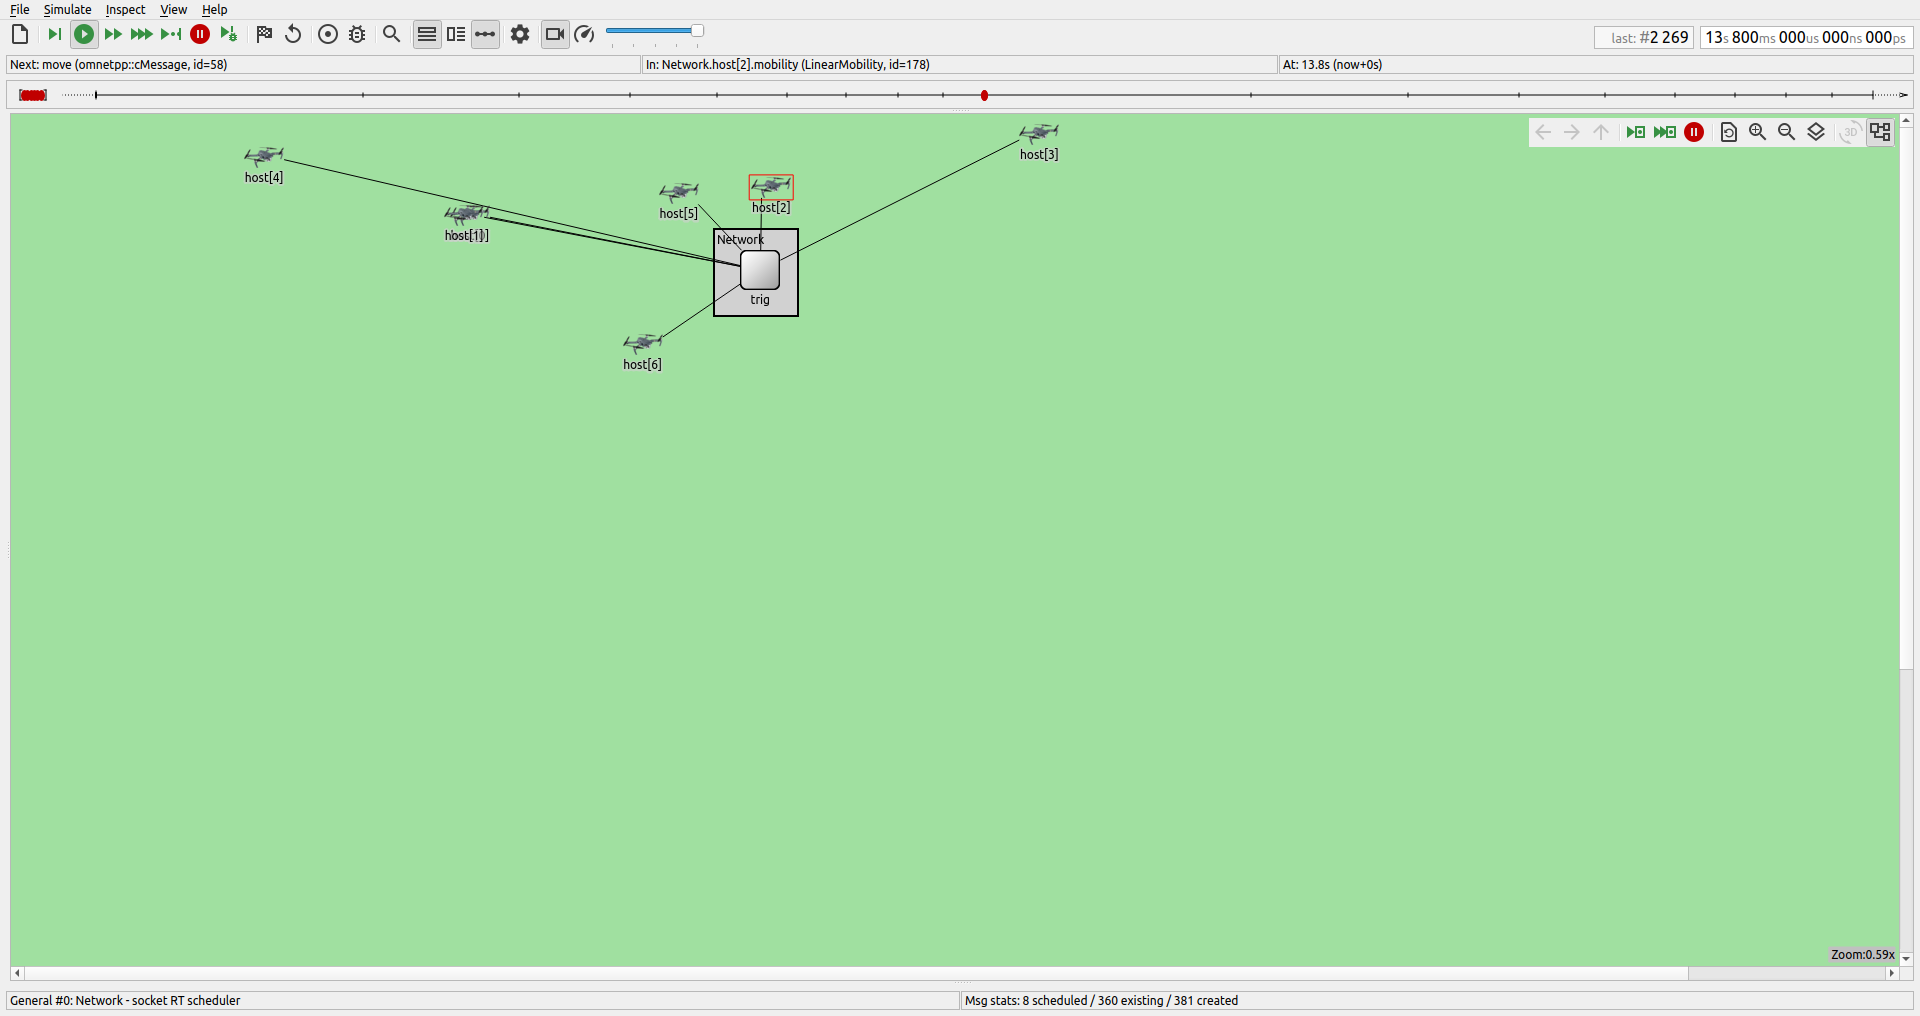 File Simulate Inspect View Help
last: #2 269
13s 800ms 000us 000ns 000ps
Next: move (omnetpp::cMessage, id=58)
In: Network.host[2].mobility (LinearMobility, id=178)
At: 13.8s (now+0s)
3D
host[3]
host[4]
host[5]
host[2]
host[1]
Network
trig
host[6]
Zoom:0.59x
General #0: Network - socket RT scheduler
Msg stats: 8 scheduled / 360 existing / 381 created